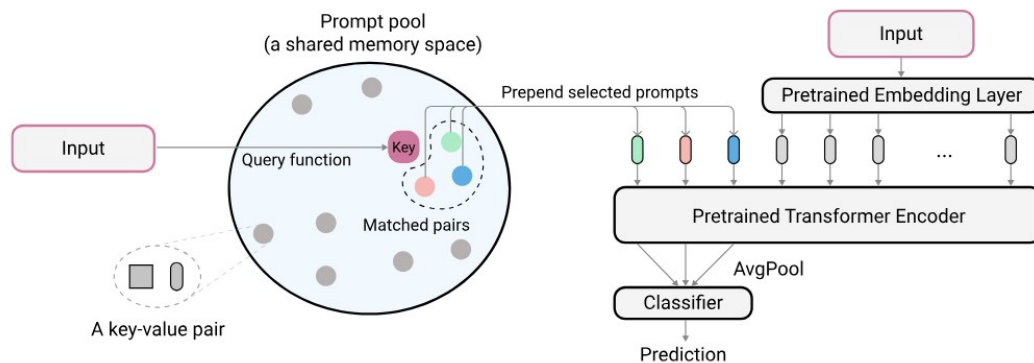 Prompt pool
(a shared memory space)
Input
Query function
Key
Matched pairs
A key-value pair
Prepend selected prompts
Input
Pretrained Embedding Layer
...
Pretrained Transformer Encoder
AvgPool
Classifier
Prediction